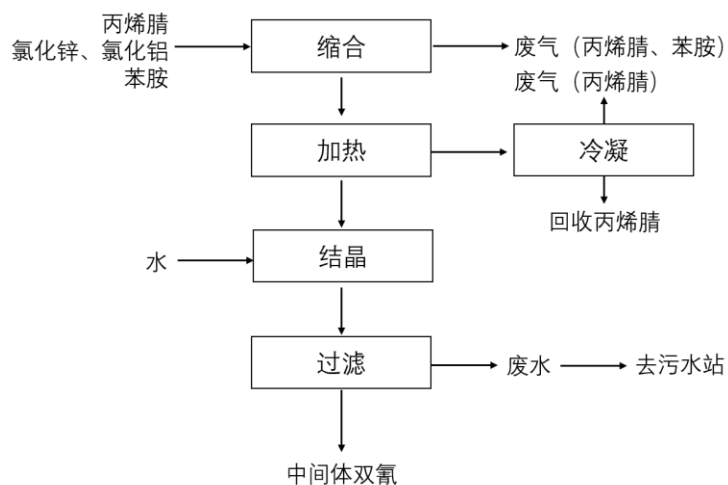 丙烯腈
氯化锌、氯化铝
苯胺
缩合
废气（丙烯腈、苯胺）
废气（丙烯腈）
加热
冷凝
回收丙烯腈
水
结晶
过滤
废水
去污水站
中间体双氰